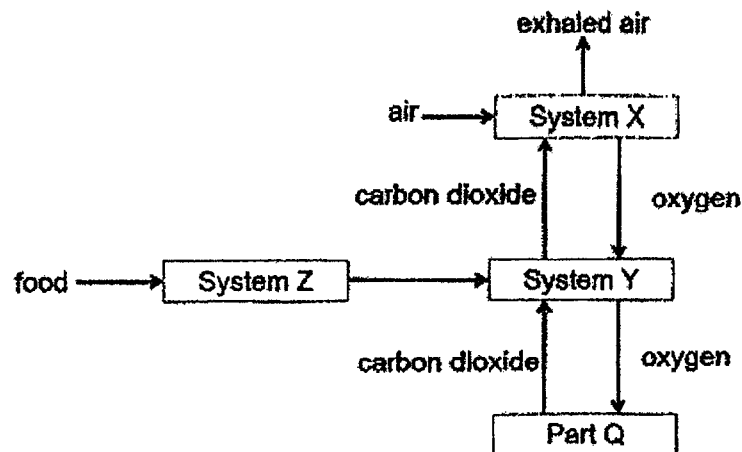 exhaled air
air
System X
carbon dioxide
oxygen
food
System Z
System Y
carbon dioxide
oxygen
Part Q